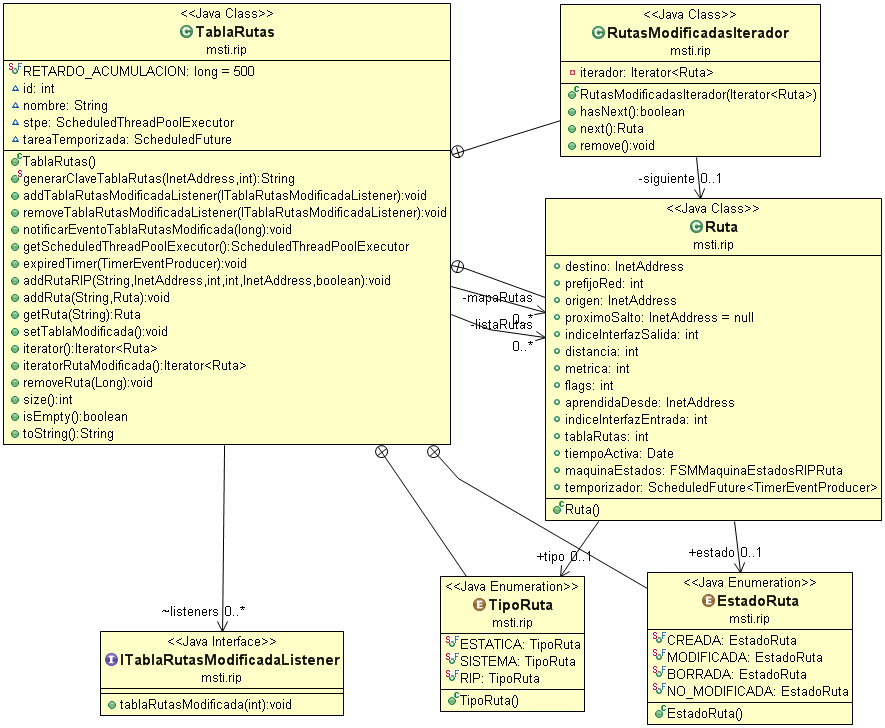 <<Java Class>>
TablaRutas
msti.rip
RETARDO_ACUMULACION: long = 500
id: int
nombre: String
stpe: ScheduledThreadPoolExecutor
tareaTemporizada: ScheduledFuture
TablaRutas()
generarClaveTablaRutas(InetAddress,int):String
addTablaRutasModificadaListener(ITablaRutasModificadaListener):void
removeTablaRutasModificadaListener(ITablaRutasModificadaListener):void
notificarEventoTablaModificada(long):void
getScheduledThreadPoolExecutor():ScheduledThreadPoolExecutor
expiredTimer(TimerEventProducer):void
addRutaRIP(String,InetAddress,int,int,InetAddress,boolean):void
addRuta(String,Ruta):void
getRuta(String):Ruta
setTablaModificada():void
iterator():Iterator<Ruta>
iteratorRutaModificada():Iterator<Ruta>
removeRuta(Long):void
size():int
isEmpty():boolean
toString():String
<<Java Class>>
RutasModificadasIterador
msti.rip
iterador: Iterator<Ruta>
RutasModificadasIterador(Iterator<Ruta>)
hasNext():boolean
next():Ruta
remove():void
-siguiente 0..1
<<Java Class>>
Ruta
msti.rip
destino: InetAddress
prefijoRed: int
origen: InetAddress
proximoSalto: InetAddress = null
indiceInterfazSalida: int
distancia: int
metrica: int
flags: int
aprendidaDesde: InetAddress
indiceInterfazEntrada: int
tablaRutas: int
tiempoActiva: Date
maquinaEstados: FSMMaquinaEstadosRIPRuta
temporizador: ScheduledFuture<TimerEventProducer>
Ruta()
-mapaRutas
0..*
-listaRutas
0..*
+tipo 0..1
+estado 0..1
~listeners 0..*
<<Java Interface>>
ITablaRutasModificadaListener
msti.rip
tablaRutasModificada(int):void
<<Java Enumeration>>
TipoRuta
msti.rip
ESTATICA: TipoRuta
SISTEMA: TipoRuta
RIP: TipoRuta
TipoRuta()
<<Java Enumeration>>
EstadoRuta
msti.rip
CREADA: EstadoRuta
MODIFICADA: EstadoRuta
BORRADA: EstadoRuta
NO_MODIFICADA: EstadoRuta
EstadoRuta()